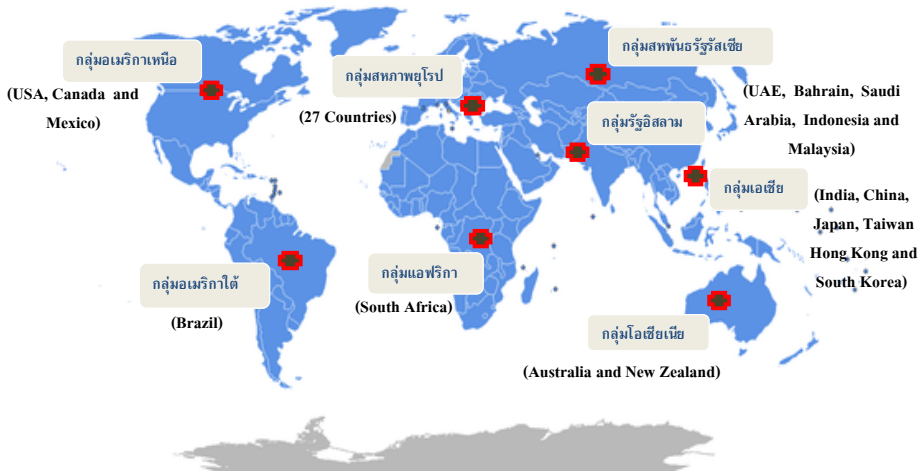 กลุ่มอเมริกาเหนือ
(USA, Canada and
Mexico)
กลุ่มสหภาพยุโรป
(27 Countries)
กลุ่มสหพันธรัฐรัสเซีย
กลุ่มรัฐอิสลาม
(UAE, Bahrain, Saudi
Arabia, Indonesia and
Malaysia)
กลุ่มเอเซีย
(India, China,
Japan, Taiwan
Hong Kong and
South Korea)
กลุ่มอเมริกาใต้
(Brazil)
กลุ่มแอฟริกา
(South Africa)
กลุ่มโอเซียเนีย
(Australia and New Zealand)